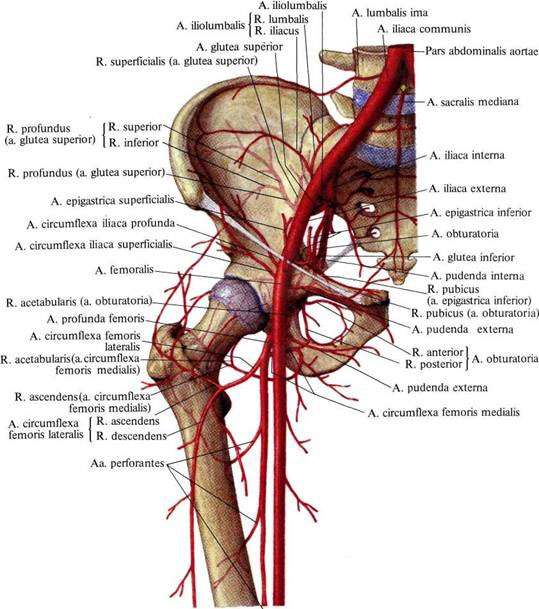 A. iliolumbalis
A. iliolumbalis { R. lumbalis
R. iliacus
A. glutea superior
R. superficialis (a. glutea superior)
R. profundus
(a. glutea superior) { R. superior
R. inferior
R. profundus (a. glutea superior)
A. epigastrica superficialis
A. circumflexa iliaca profunda
A. circumflexa iliaca superficialis
A. femoralis
R. acetabularis (a. obturatoria)
A. profunda femoris
A. circumflexa femoris
lateralis
R. acetabularis(a.circumflexa
femoris medialis)
R. ascendens(a. circumflexa
femoris medialis)
A. circumflexa
femoris lateralis { R. ascendens
R. descendens
Aa. perforantes
A. lumbalis ima
A. iliaca communis
Pars abdominalis aortae
A. sacralis mediana
A. iliaca interna
A. iliaca externa
A. epigastrica inferior
A. obturatoria
A. glutea inferior
A. pudenda interna
R. pubicus
(a. epigastrica inferior)
R. pubicus (a. obturatoria)
A. pudenda externa
R. anterior
R. posterior } A. obturatoria
A. pudenda externa
A. circumflexa femoris medialis